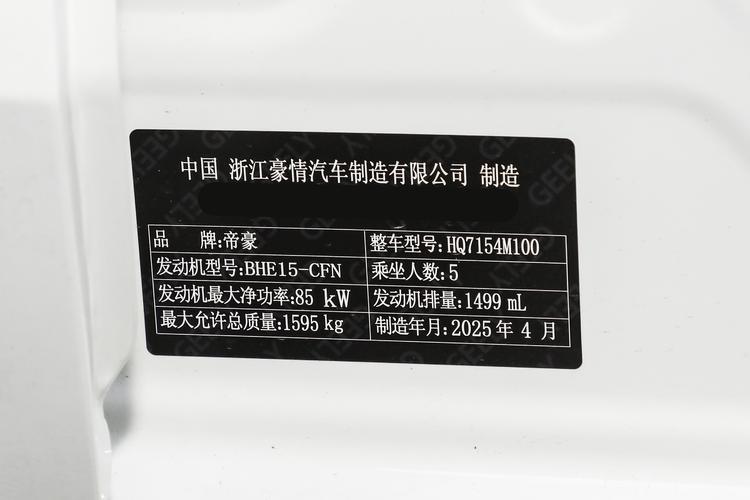 中国 浙江豪情汽车制造有限公司 制造
品 牌:帝豪 整车型号:HQ7154M100
发动机型号:BHE15-CFN 乘坐人数:5
发动机最大净功率:85 kW 发动机排量:1499 mL
最大允许总质量:1595 kg 制造年月:2025 年 4 月